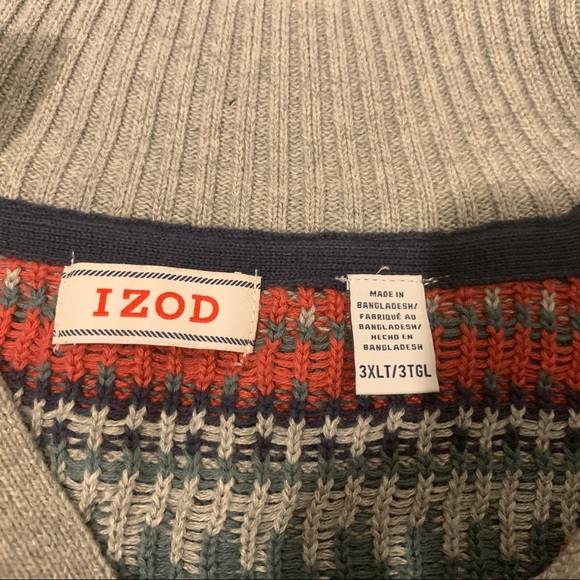 IZOD
MADE IN
BANGLADESH/
FABRIQUÉ AU
BANGLADESH/
HECHO EN
BANGLADESH
3XLT/3TGL